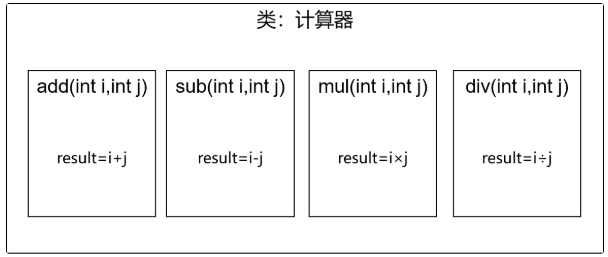 类：计算器
add(int i,int j)
result=i+j
sub(int i,int j)
result=i-j
mul(int i,int j)
result=i×j
div(int i,int j)
result=i÷j